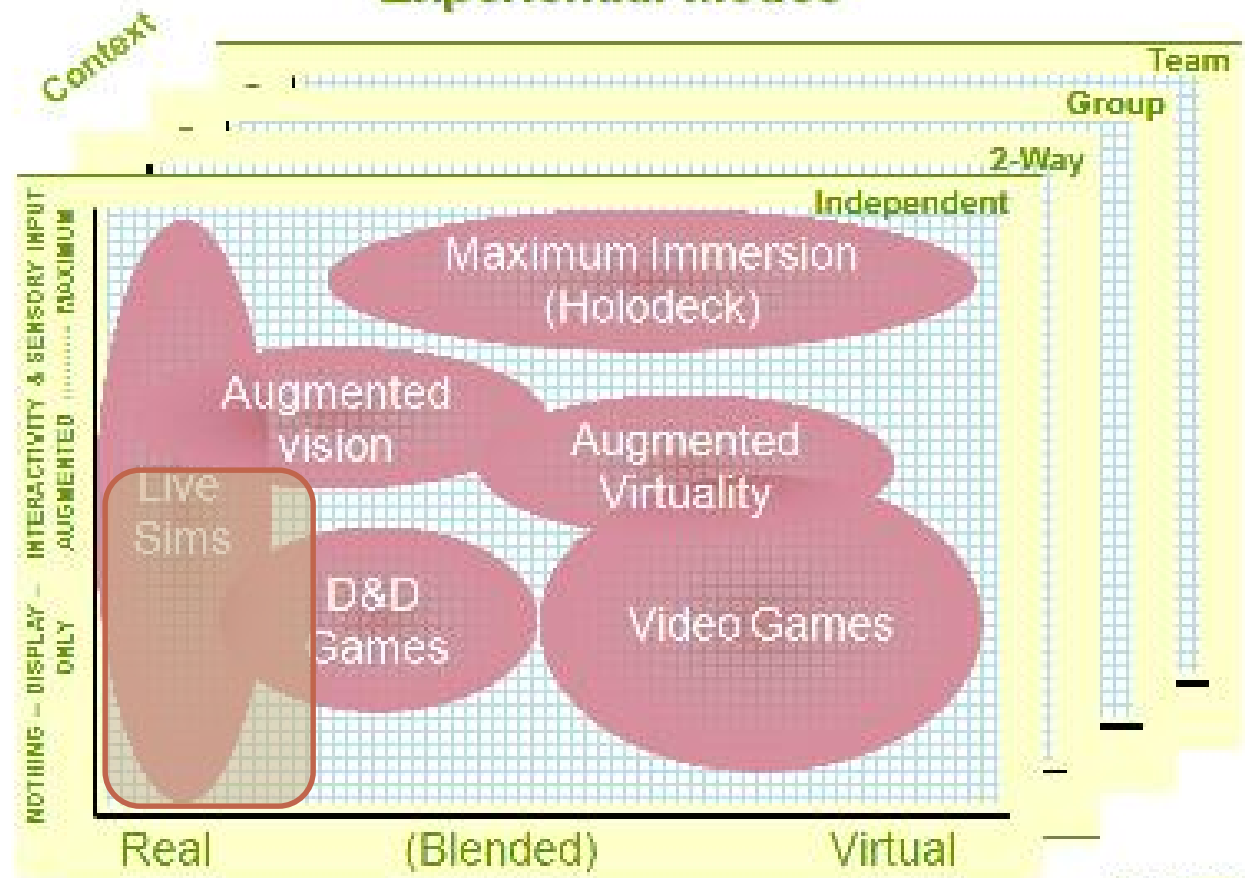 Context
Team
Group
2-Way
Independent
INTERACTIVITY & SENSORY INPUT
NOTHING – DISPLAY –
AUGMENTED ........ MAXIMUM
ONLY
Maximum Immersion
(Holodeck)
Augmented
vision
Augmented
Virtuality
Live
Sims
D&D
Games
Video Games
Real
(Blended)
Virtual